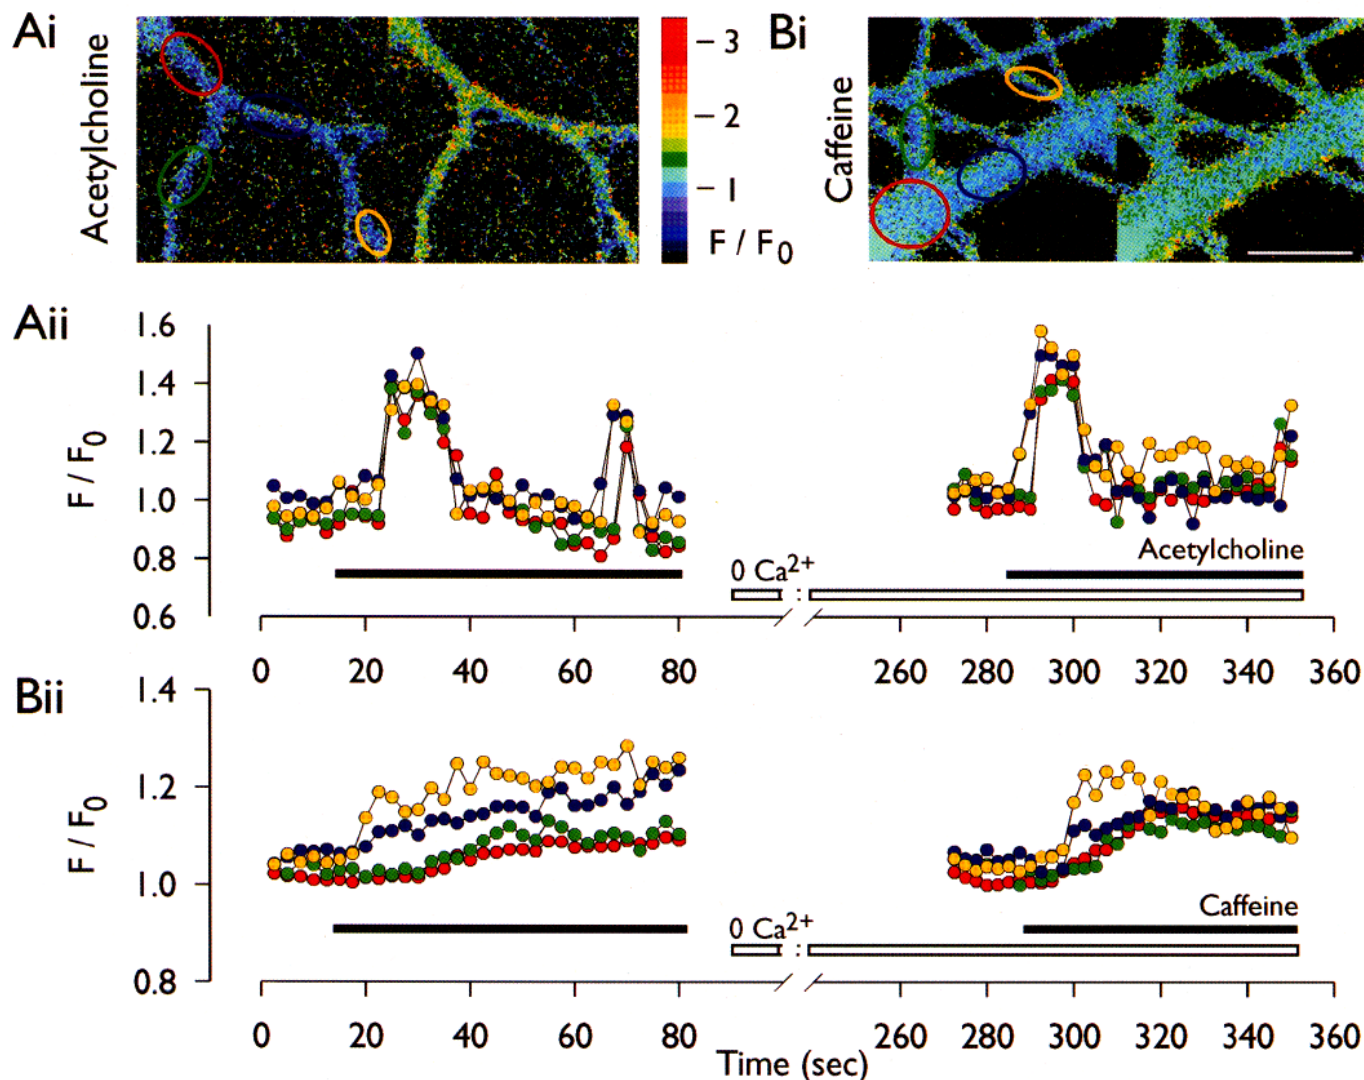 Ai
Acetylcholine
3
2
1
F / F0
Bi
Caffeine
Aii
F / F0
1.6
1.4
1.2
1.0
0.8
0.6
0 Ca2+
:
Acetylcholine
0 20 40 60 80 260 280 300 320 340 360
Bii
F / F0
1.4
1.2
1.0
0.8
0 Ca2+
:
Caffeine
0 20 40 60 80 260 280 300 320 340 360
Time (sec)